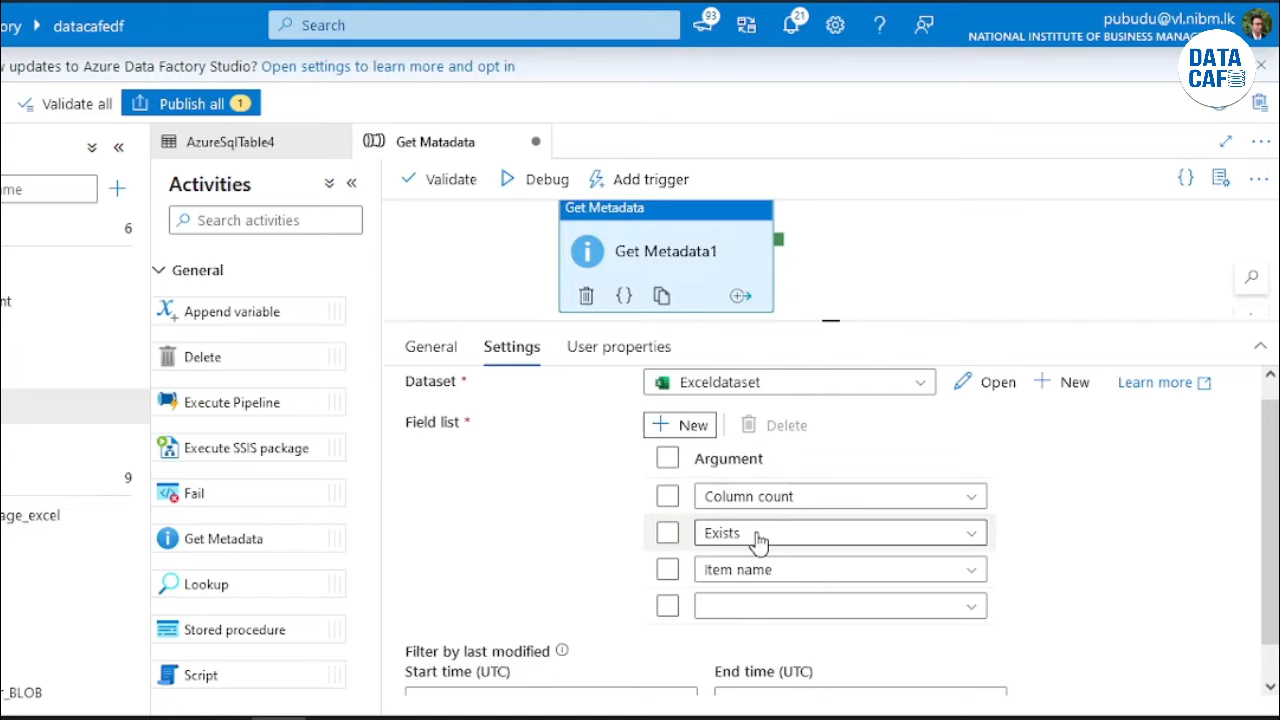 ory
datacafedf
Search
93
21
pubudu@vl.nibm.lk
NATIONAL INSTITUTE OF BUSINESS MANAG
DATA
CAF
w updates to Azure Data Factory Studio? Open settings to learn more and opt in
Validate all
Publish all 1
AzureSqlTable4
Get Matadata
Activities
Validate
Debug
Add trigger
ame
Search activities
6
General
Append variable
nt
Delete
Execute Pipeline
Execute SSIS package
9
Fail
age_excel
Get Metadata
Lookup
Stored procedure
Script
r_BLOB
Get Metadata
Get Metadata1
General
Settings
User properties
Dataset *
Exceldataset
Open
New
Learn more
Field list *
New
Delete
Argument
Column count
Exists
Item name
Filter by last modified
Start time (UTC)
End time (UTC)